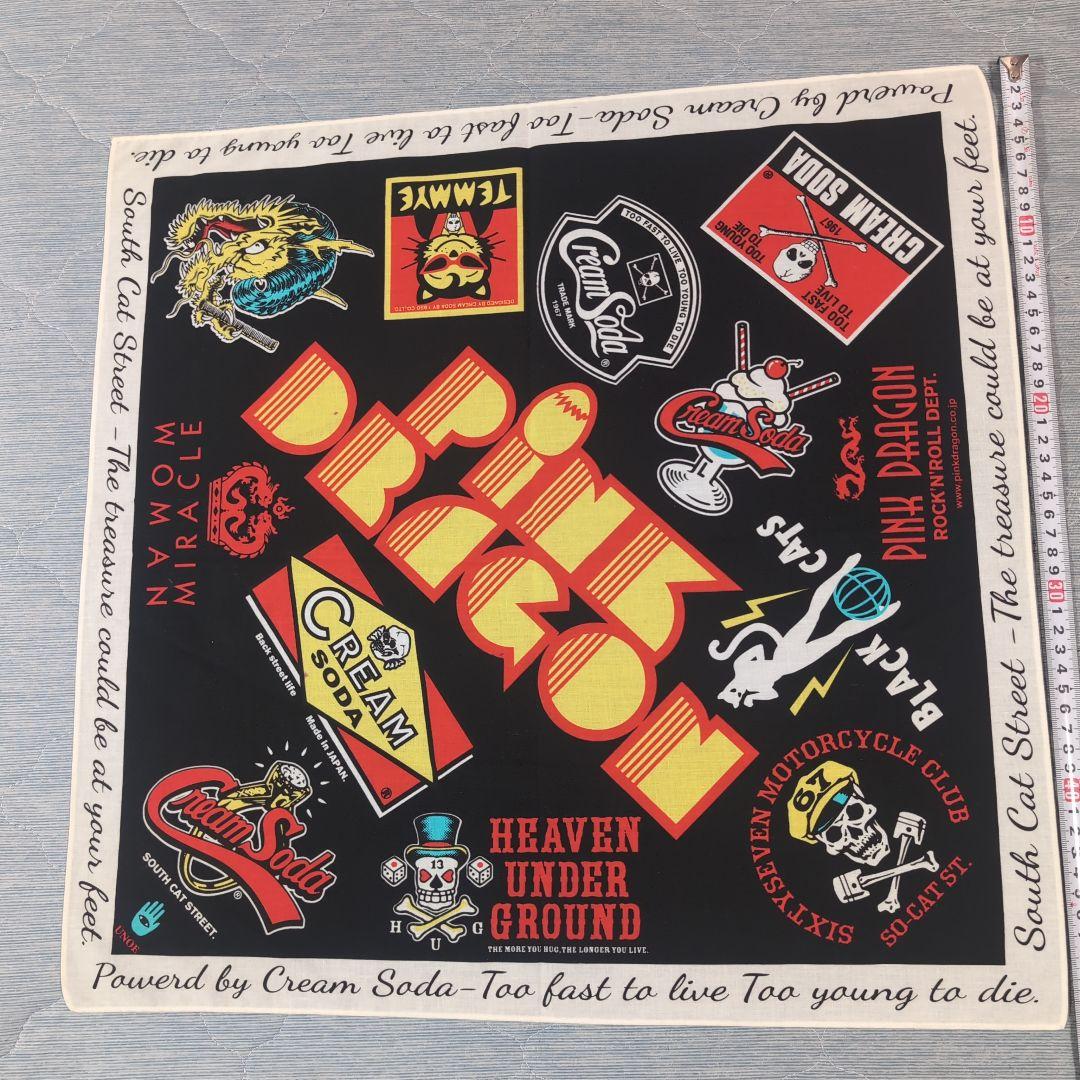 Powerd by Cream Soda-Too fast to live Too young to die.
TEMMYE
DESIGNED BY CREAM SODA BY 1950 CO.,LTD.
TOO FAST TO LIVE TOO YOUNG TO DIE
Cream Soda
TRADE MARK
1967
®
CREAM SODA
®
1967
TOO YOUNG
TO DIE
TOO FAST
TO LIVE
Cream Soda
PINK DRAGON
ROCK'N'ROLL DEPT.
www.pinkdragon.co.jp
PINK
DRAGON
NAWOM
MIRACLE
CREAM
SODA
Back street life
Made in JAPAN.
®
BLACK CATS
Cream Soda
SOUTH CAT STREET.
®
UNOE
13
H U G
HEAVEN
UNDER
GROUND
THE MORE YOU HUG, THE LONGER YOU LIVE.
SIXTYSEVEN MOTORCYCLE CLUB
67
SO-CAT ST.
South Cat Street -The treasure could be at your feet.
South Cat Street -The treasure could be at your feet.
Powerd by Cream Soda-Too fast to live Too young to die.